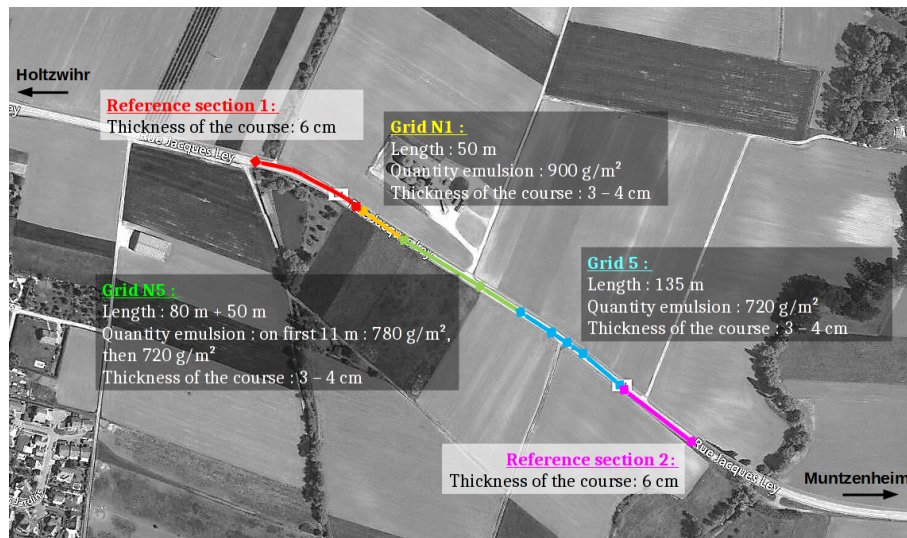 Holtzwihr
Reference section 1:
Thickness of the course: 6 cm
Rue Jacques Ley
Grid N1 :
Length : 50 m
Quantity emulsion : 900 g/m²
Thickness of the course : 3 – 4 cm
Grid 5 :
Length : 135 m
Quantity emulsion : 720 g/m²
Thickness of the course : 3 – 4 cm
Grid N5 :
Length : 80 m + 50 m
Quantity emulsion : on first 11 m : 780 g/m²,
then 720 g/m²
Thickness of the course : 3 – 4 cm
Reference section 2:
Thickness of the course: 6 cm
Rue Jacques Ley
Muntzenheim